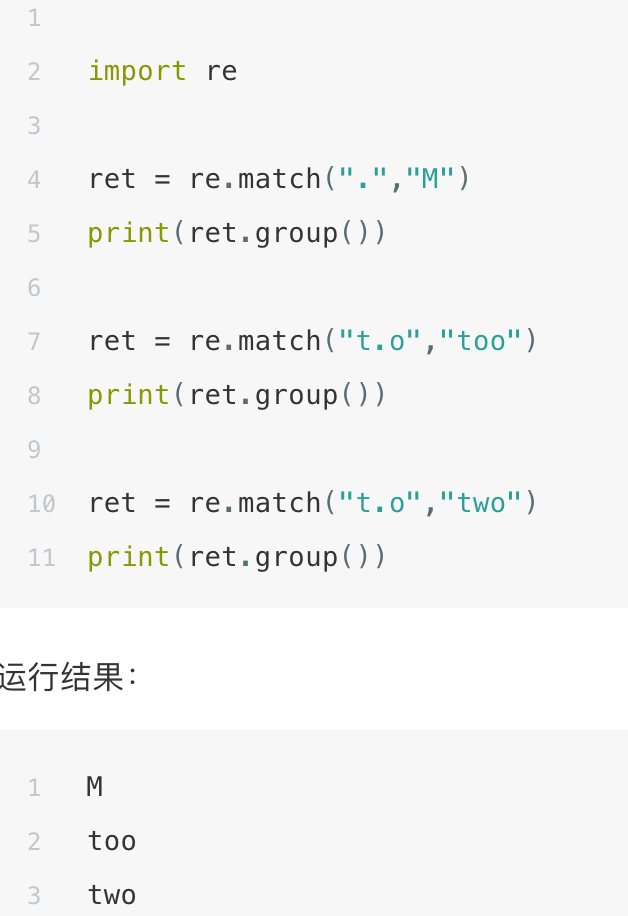 1
2 import re
3
4 ret = re.match(".","M")
5 print(ret.group())
6
7 ret = re.match("t.o","too")
8 print(ret.group())
9
10 ret = re.match("t.o","two")
11 print(ret.group())
运行结果：
1 M
2 too
3 two